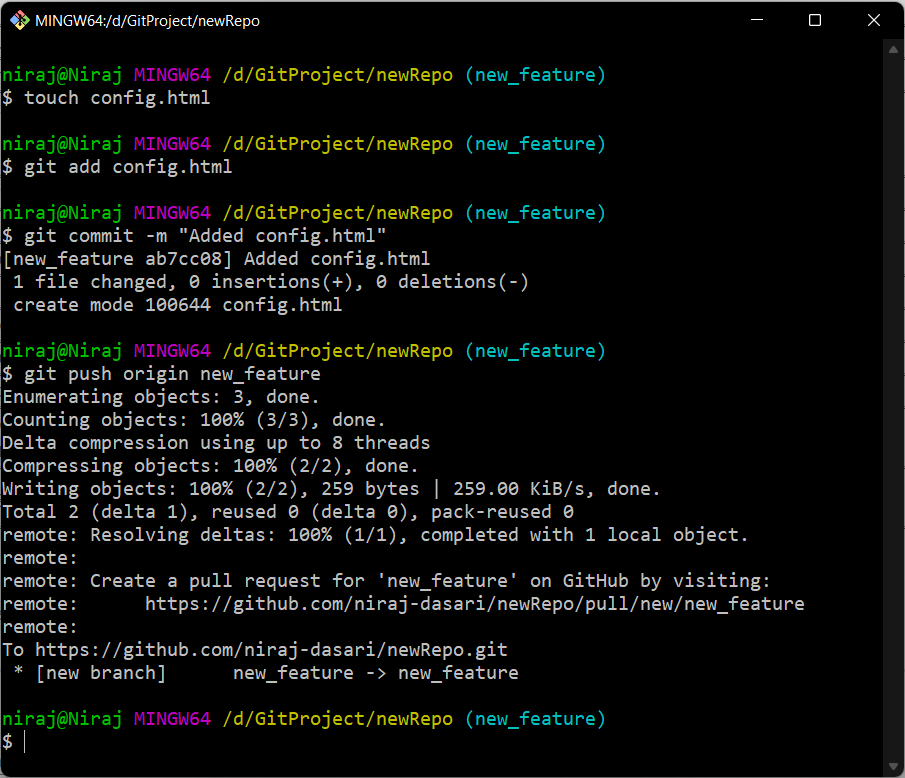 MINGW64:/d/GitProject/newRepo
niraj@Niraj MINGW64 /d/GitProject/newRepo (new_feature)
$ touch config.html
niraj@Niraj MINGW64 /d/GitProject/newRepo (new_feature)
$ git add config.html
niraj@Niraj MINGW64 /d/GitProject/newRepo (new_feature)
$ git commit -m "Added config.html"
[new_feature ab7cc08] Added config.html
 1 file changed, 0 insertions(+), 0 deletions(-)
 create mode 100644 config.html
niraj@Niraj MINGW64 /d/GitProject/newRepo (new_feature)
$ git push origin new_feature
Enumerating objects: 3, done.
Counting objects: 100% (3/3), done.
Delta compression using up to 8 threads
Compressing objects: 100% (2/2), done.
Writing objects: 100% (2/2), 259 bytes | 259.00 KiB/s, done.
Total 2 (delta 1), reused 0 (delta 0), pack-reused 0
remote: Resolving deltas: 100% (1/1), completed with 1 local object.
remote:
remote: Create a pull request for 'new_feature' on GitHub by visiting:
remote:      https://github.com/niraj-dasari/newRepo/pull/new/new_feature
remote:
To https://github.com/niraj-dasari/newRepo.git
 * [new branch]      new_feature -> new_feature
niraj@Niraj MINGW64 /d/GitProject/newRepo (new_feature)
$